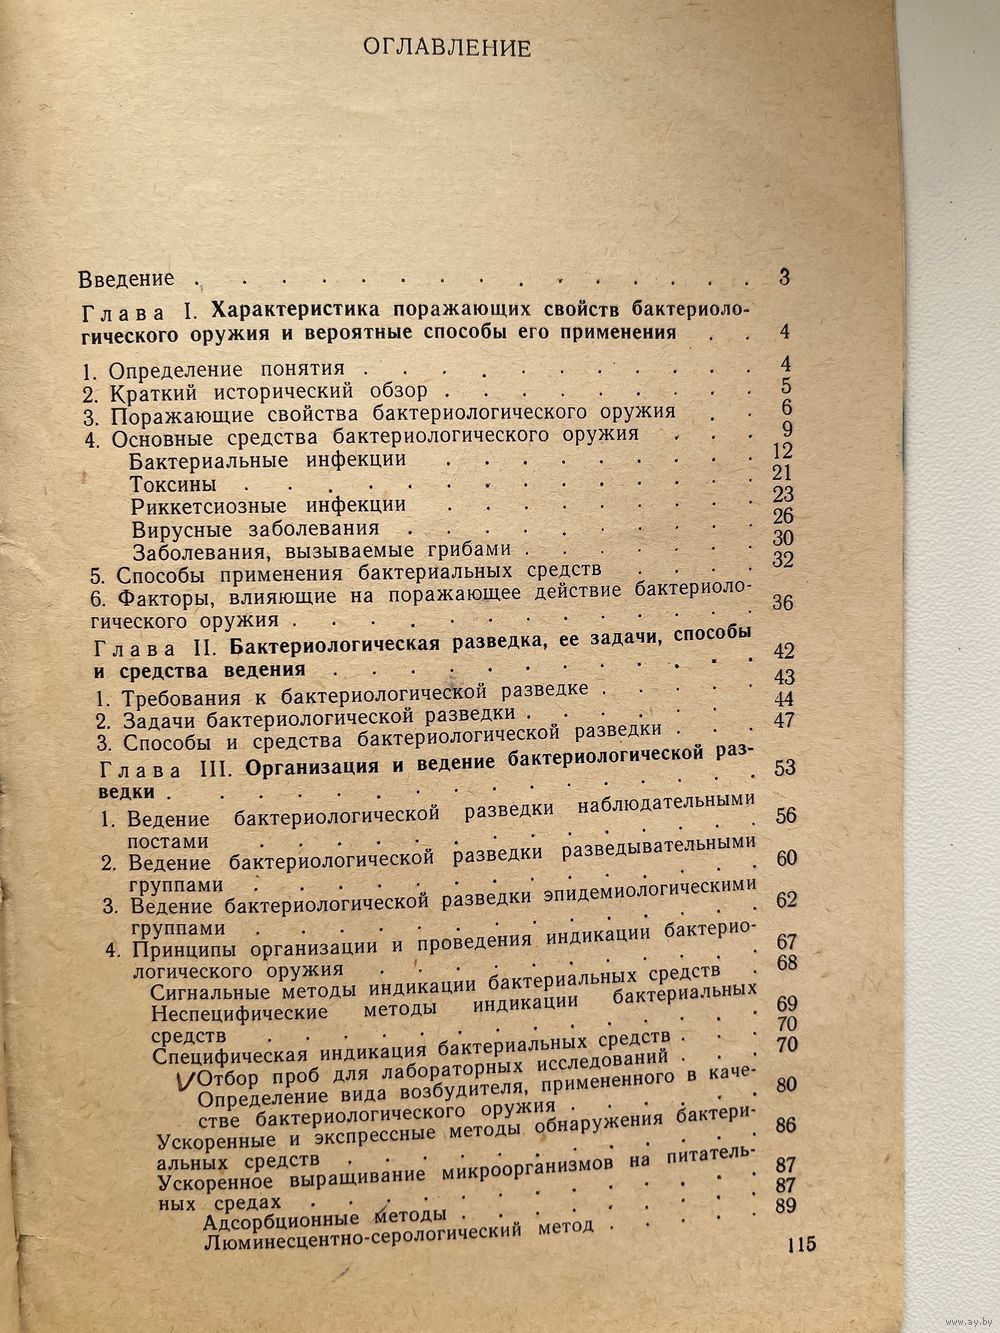 ОГЛАВЛЕНИЕ
Введение . . . . . . . . . . . . . . . 3
Глава I. Характеристика поражающих свойств бактериоло-
гического оружия и вероятные способы его применения . . 4
1. Определение понятия . . . . . . . . . . 4
2. Краткий исторический обзор . . . . . . . . 5
3. Поражающие свойства бактериологического оружия . . 6
4. Основные средства бактериологического оружия . . . 9
Бактериальные инфекции . . . . . . . . 12
Токсины . . . . . . . . . . . . . 21
Риккетсиозные инфекции . . . . . . . . 23
Вирусные заболевания . . . . . . . . . 26
Заболевания, вызываемые грибами . . . . . . 30
5. Способы применения бактериальных средств . . . . 32
6. Факторы, влияющие на поражающее действие бактериоло-
гического оружия . . . . . . . . . . . . 36
Глава II. Бактериологическая разведка, ее задачи, способы
и средства ведения . . . . . . . . . . . 42
1. Требования к бактериологической разведке . . . . . 43
2. Задачи бактериологической разведки . . . . . . 44
3. Способы и средства бактериологической разведки . . . 47
Глава III. Организация и ведение бактериологической раз-
ведки . . . . . . . . . . . . . . . 53
1. Ведение бактериологической разведки наблюдательными
постами . . . . . . . . . . . . . 56
2. Ведение бактериологической разведки разведывательными
группами . . . . . . . . . . . . . 60
3. Ведение бактериологической разведки эпидемиологическими
группами . . . . . . . . . . . . . 62
4. Принципы организации и проведения индикации бактерио-
логического оружия . . . . . . . . . . 67
Сигнальные методы индикации бактериальных средств . 68
Неспецифические методы индикации бактериальных
средств . . . . . . . . . . . . . 69
Специфическая индикация бактериальных средств . . . 70
Отбор проб для лабораторных исследований . . . 70
Определение вида возбудителя, примененного в каче-
стве бактериологического оружия . . . . . . 80
Ускоренные и экспрессные методы обнаружения бактери-
альных средств . . . . . . . . . . . 86
Ускоренное выращивание микроорганизмов на питатель-
ных средах . . . . . . . . . . . . 87
Адсорбционные методы . . . . . . . . 87
Люминесцентно-серологический метод . . . . . 89
115
www.ay.by